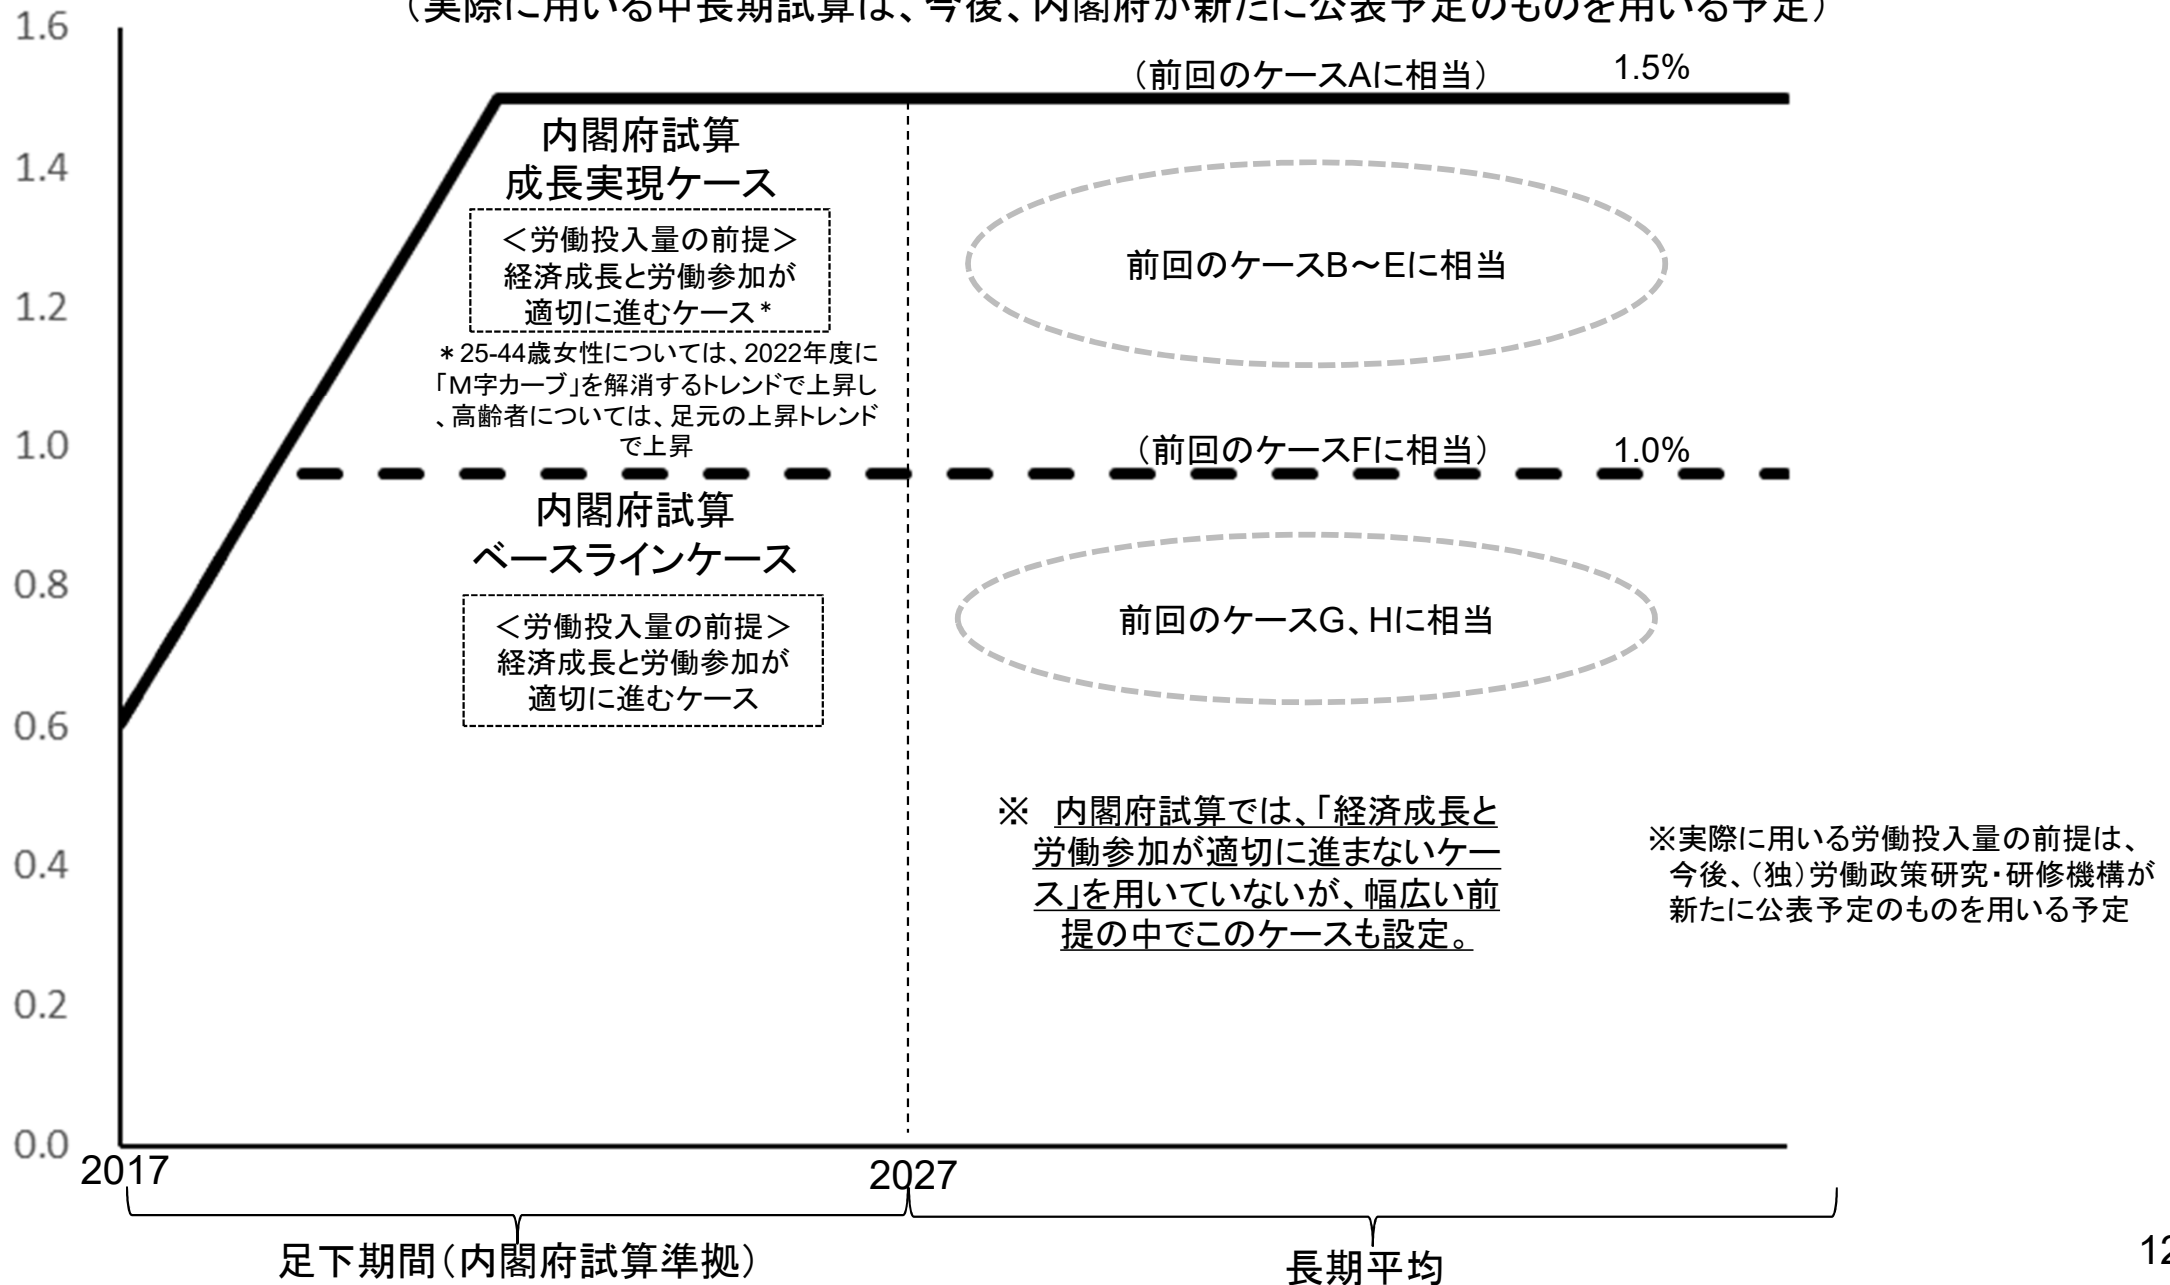 （実際に用いる中長期試算は、今後、内閣府が新たに公表予定のものを用いる予定）
1.6
1.4
1.2
1.0
0.8
0.6
0.4
0.2
0.0
（前回のケースAに相当）
1.5%
内閣府試算
成長実現ケース
＜労働投入量の前提＞
経済成長と労働参加が
適切に進むケース*
＊25-44歳女性については、2022年度に
「M字カーブ」を解消するトレンドで上昇し
、高齢者については、足元の上昇トレンド
で上昇
前回のケースB～Eに相当
（前回のケースFに相当）
1.0%
内閣府試算
ベースラインケース
＜労働投入量の前提＞
経済成長と労働参加が
適切に進むケース
前回のケースG、Hに相当
※　内閣府試算では、「経済成長と
労働参加が適切に進まないケー
ス」を用いていないが、幅広い前
提の中でこのケースも設定。
※実際に用いる労働投入量の前提は、
今後、（独）労働政策研究・研修機構が
新たに公表予定のものを用いる予定
2017
2027
足下期間（内閣府試算準拠）
長期平均
12